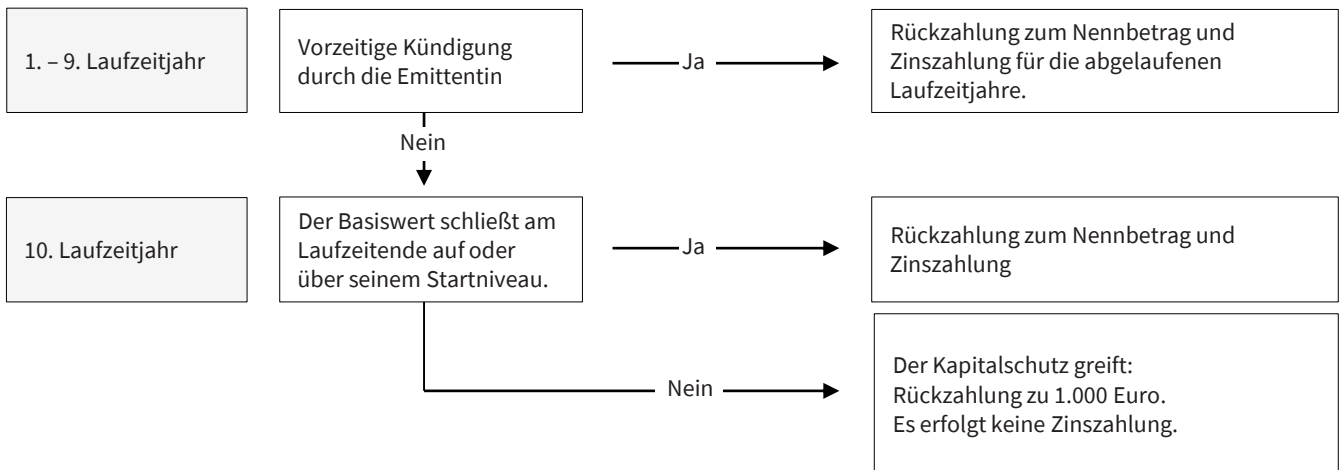 1. – 9. Laufzeitjahr
Vorzeitige Kündigung
durch die Emittentin
Ja
Rückzahlung zum Nennbetrag und
Zinszahlung für die abgelaufenen
Laufzeitjahre.
Nein
10. Laufzeitjahr
Der Basiswert schließt am
Laufzeitende auf oder
über seinem Startniveau.
Ja
Rückzahlung zum Nennbetrag und
Zinszahlung
Nein
Der Kapitalschutz greift:
Rückzahlung zu 1.000 Euro.
Es erfolgt keine Zinszahlung.